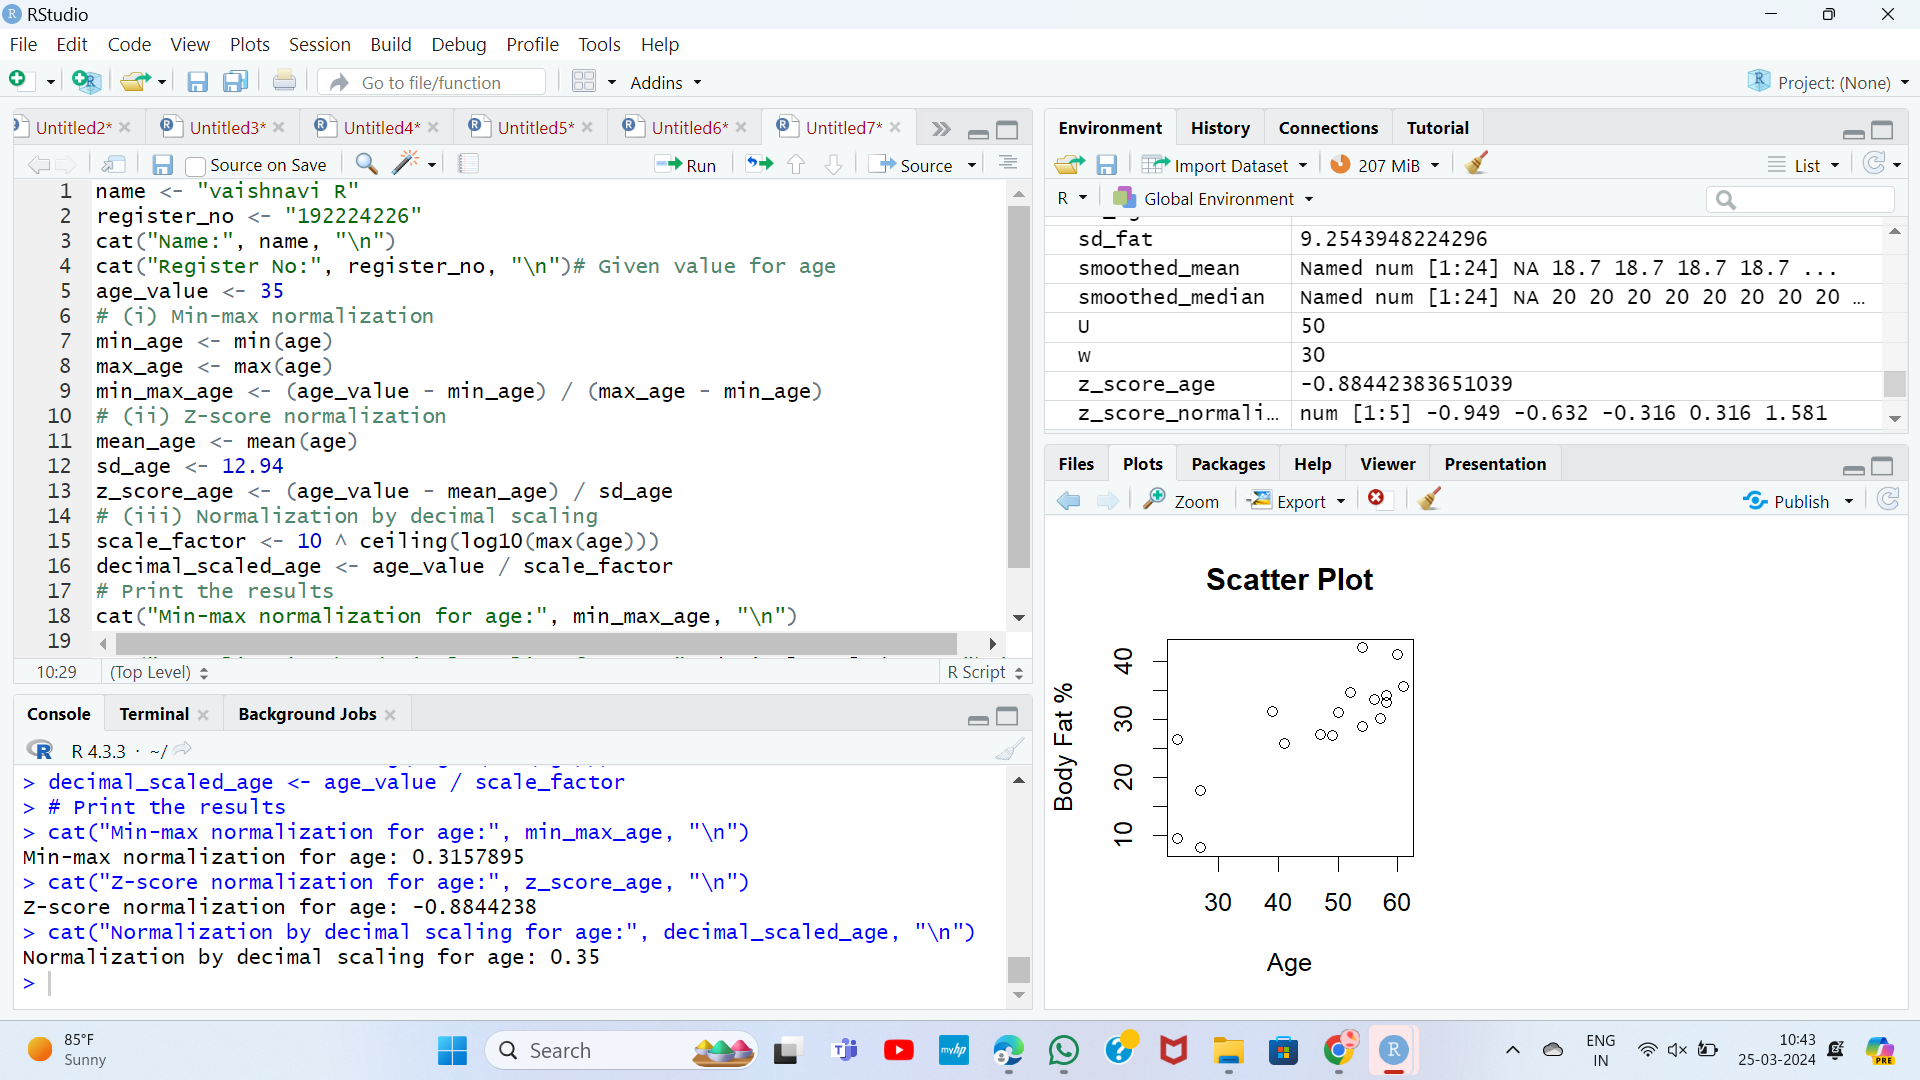 RStudio
File Edit Code View Plots Session Build Debug Profile Tools Help
Go to file/function Addins Project: (None)
Untitled2* Untitled3* Untitled4* Untitled5* Untitled6* Untitled7*
Source on Save Run Source
1 name <- "vaishnavi R"
2 register_no <- "192224226"
3 cat("Name:", name, "\n")
4 cat("Register No:", register_no, "\n")# Given value for age
5 age_value <- 35
6 # (i) Min-max normalization
7 min_age <- min(age)
8 max_age <- max(age)
9 min_max_age <- (age_value - min_age) / (max_age - min_age)
10 # (ii) Z-score normalization
11 mean_age <- mean(age)
12 sd_age <- 12.94
13 z_score_age <- (age_value - mean_age) / sd_age
14 # (iii) Normalization by decimal scaling
15 scale_factor <- 10 ^ ceiling(log10(max(age)))
16 decimal_scaled_age <- age_value / scale_factor
17 # Print the results
18 cat("Min-max normalization for age:", min_max_age, "\n")
19
10:29 (Top Level) R Script
Console Terminal Background Jobs
R 4.3.3 · ~/
> decimal_scaled_age <- age_value / scale_factor
> # Print the results
> cat("Min-max normalization for age:", min_max_age, "\n")
Min-max normalization for age: 0.3157895
> cat("Z-score normalization for age:", z_score_age, "\n")
Z-score normalization for age: -0.8844238
> cat("Normalization by decimal scaling for age:", decimal_scaled_age, "\n")
Normalization by decimal scaling for age: 0.35
>
Environment History Connections Tutorial
Import Dataset 207 MiB List
R Global Environment
sd_fat 9.2543948224296
smoothed_mean Named num [1:24] NA 18.7 18.7 18.7 18.7 ...
smoothed_median Named num [1:24] NA 20 20 20 20 20 20 20 20 …
U 50
w 30
z_score_age -0.88442383651039
z_score_normali… num [1:5] -0.949 -0.632 -0.316 0.316 1.581
Files Plots Packages Help Viewer Presentation
Zoom Export Publish
Scatter Plot
Body Fat %
40
30
20
10
30 40 50 60
Age
85°F
Sunny
Search
myhp
PRE
ENG
IN
10:43
25-03-2024